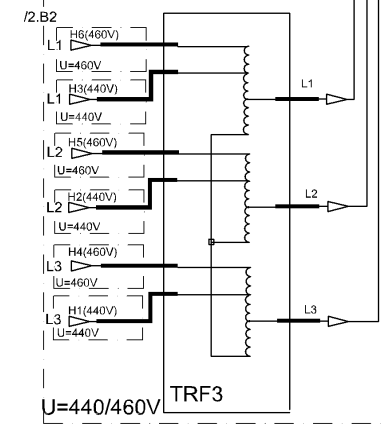 /2.B2
H6(460V)
L1
U=460V
H3(440V)
L1
U=440V
L1
H5(460V)
L2
U=460V
H2(440V)
L2
U=440V
L2
H4(460V)
L3
U=460V
H1(440V)
L3
U=440V
L3
TRF3
U=440/460V